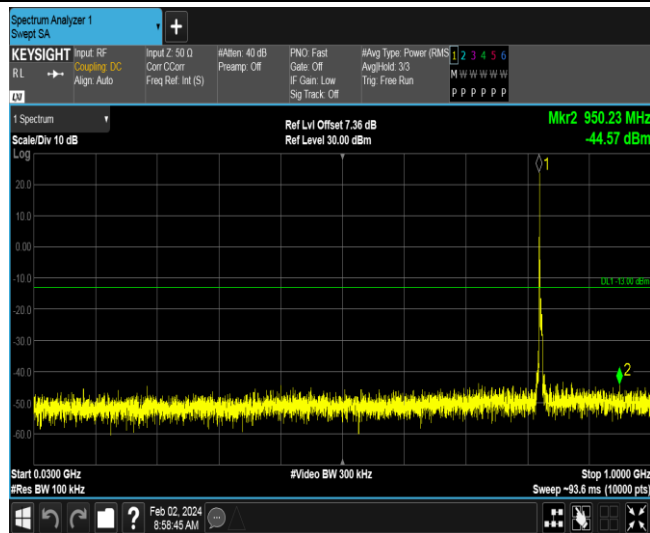 Spectrum Analyzer 1
Swept SA
+
KEYSIGHT
RL
Input: RF
Coupling: DC
Align: Auto
Input Z: 50 Ω
Corr CCorr
Freq Ref: Int (S)
#Atten: 40 dB
Preamp: Off
PNO: Fast
Gate: Off
IF Gain: Low
Sig Track: Off
#Avg Type: Power (RMS
Avg|Hold: 3/3
Trig: Free Run
1 2 3 4 5 6
M W W W W W
P P P P P P
LXI
1 Spectrum
Scale/Div 10 dB
Log
Ref Lvl Offset 7.36 dB
Ref Level 30.00 dBm
Mkr2 950.23 MHz
-44.57 dBm
1
20.0
10.0
0.00
-10.0
DL1 -13.00 dBm
-20.0
-30.0
-40.0
2
-50.0
-60.0
Start 0.0300 GHz
#Video BW 300 kHz
Stop 1.0000 GHz
#Res BW 100 kHz
Sweep ~93.6 ms (10000 pts)
?
Feb 02, 2024
8:58:45 AM